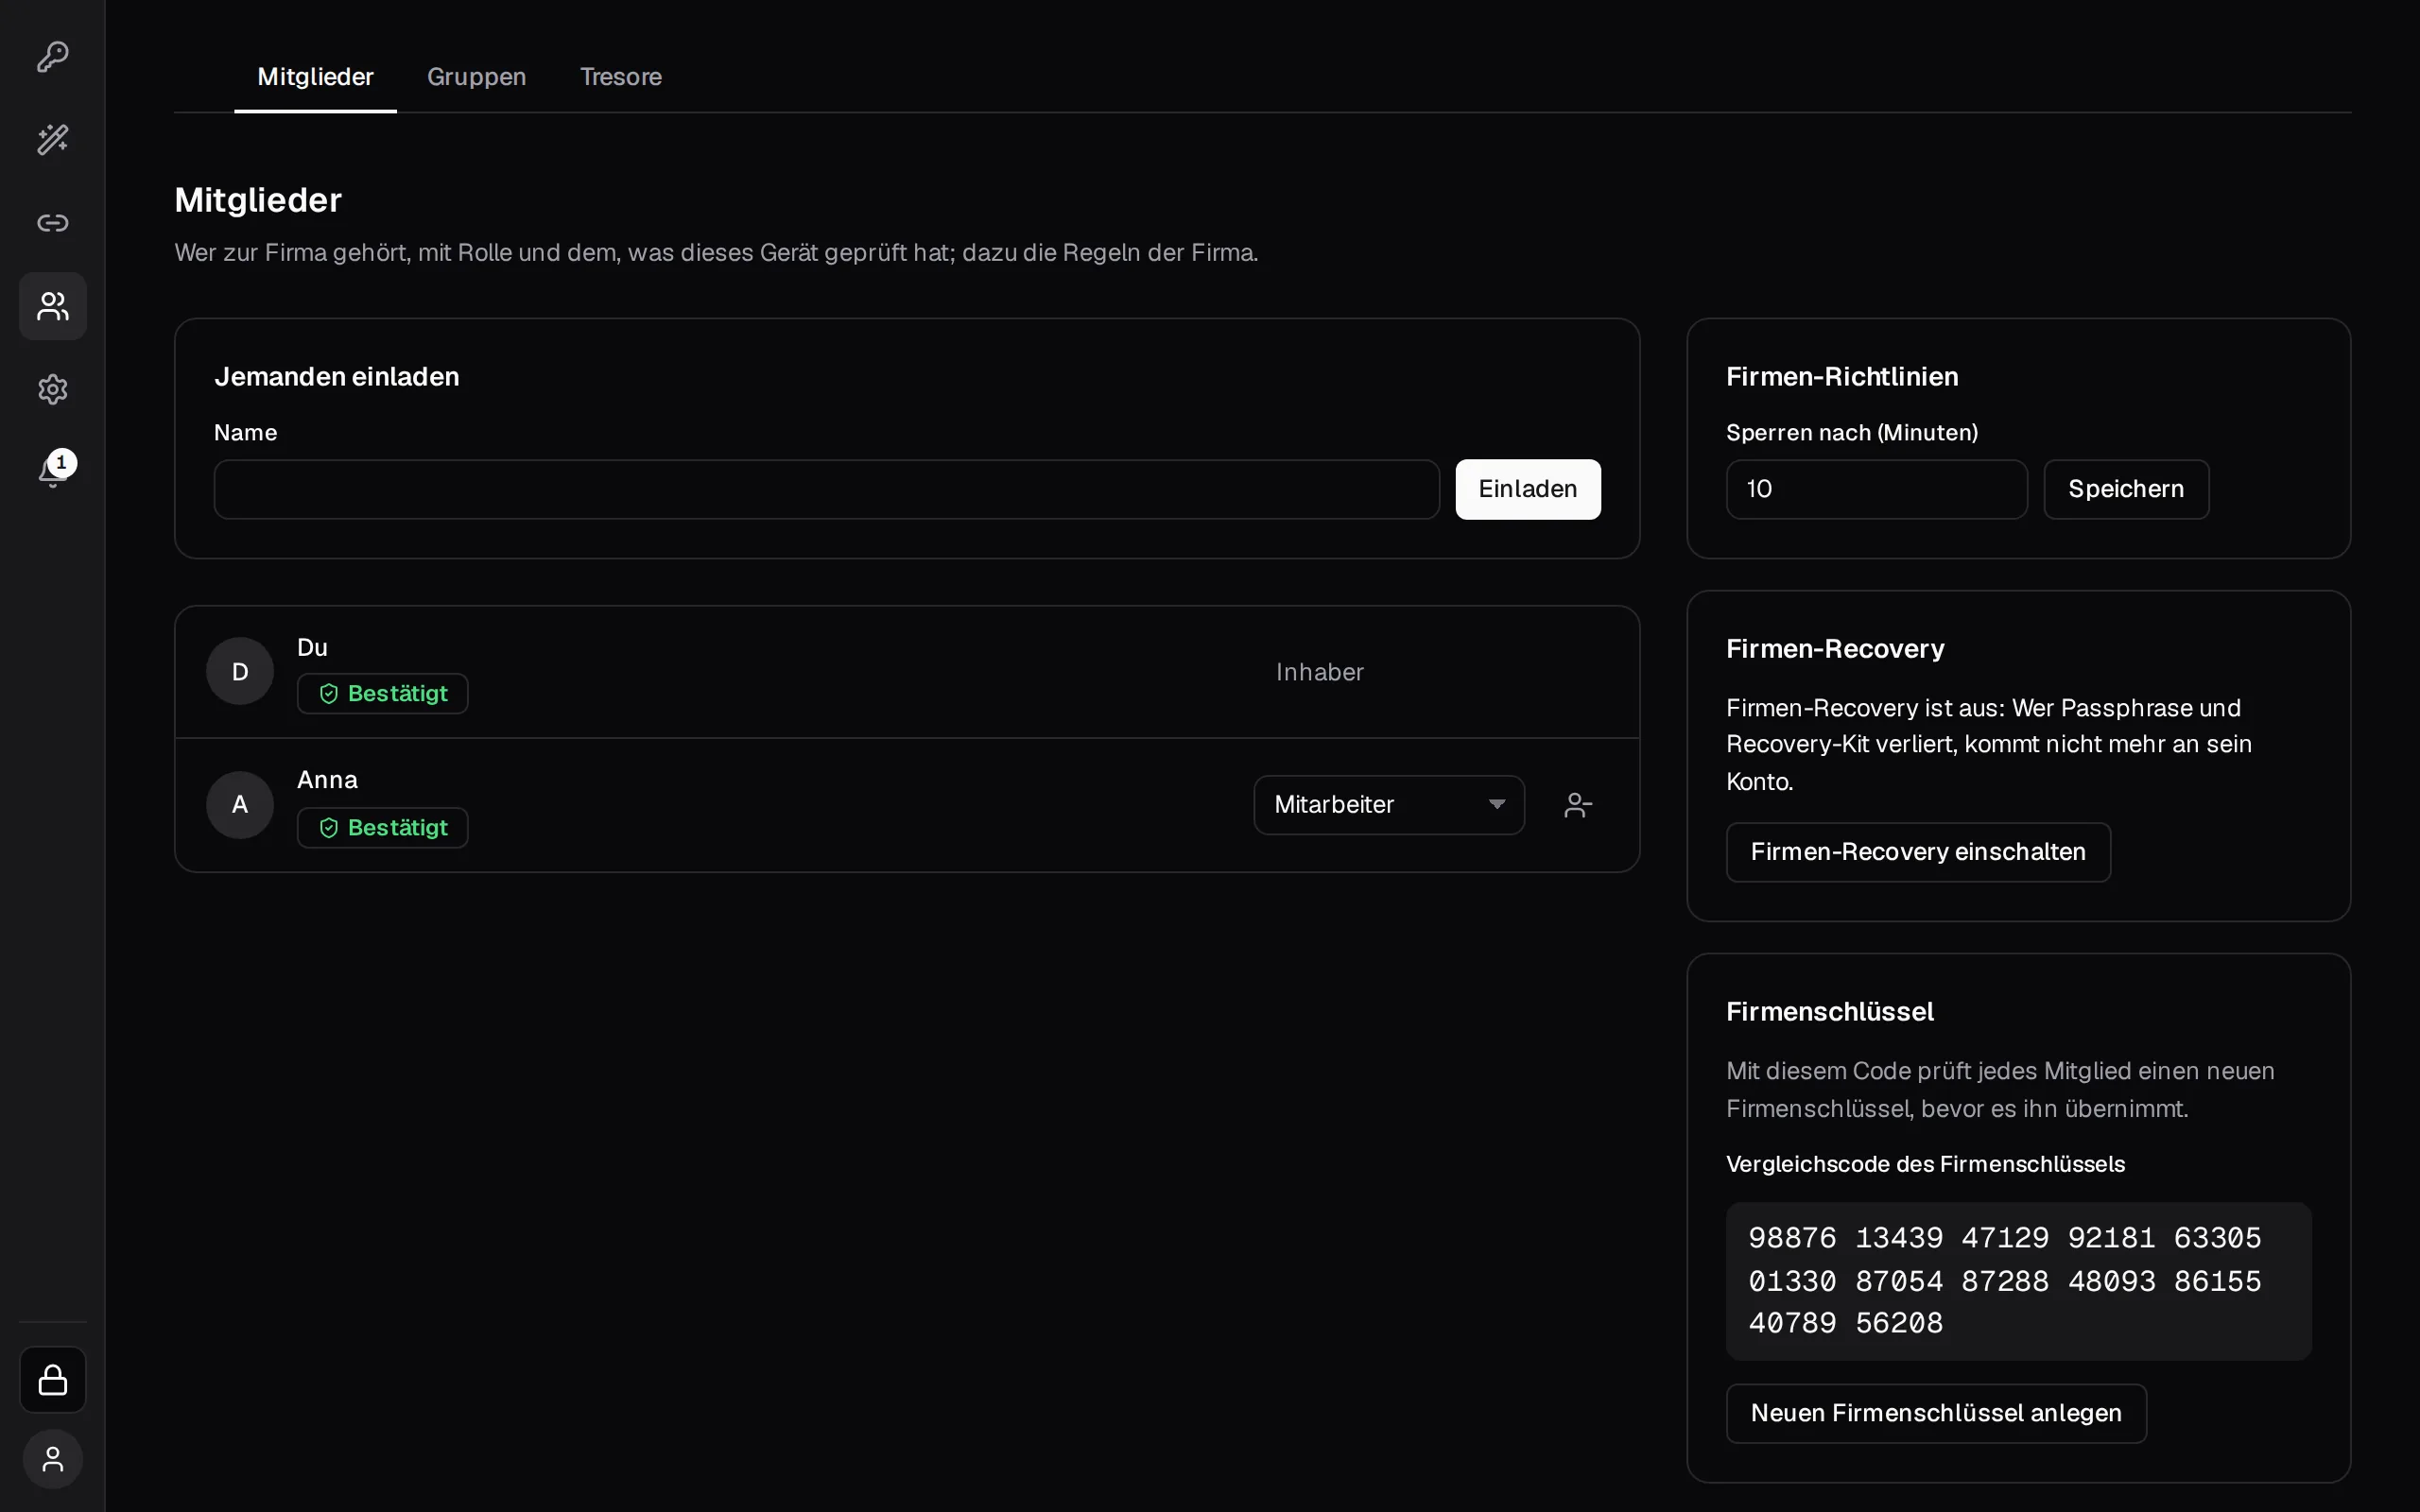 Mitglieder
Gruppen
Tresore
1
Mitglieder
Wer zur Firma gehört, mit Rolle und dem, was dieses Gerät geprüft hat; dazu die Regeln der Firma.
Jemanden einladen
Name
Einladen
D
Du
Bestätigt
Inhaber
A
Anna
Bestätigt
Mitarbeiter
Firmen-Richtlinien
Sperren nach (Minuten)
10
Speichern
Firmen-Recovery
Firmen-Recovery ist aus: Wer Passphrase und
Recovery-Kit verliert, kommt nicht mehr an sein
Konto.
Firmen-Recovery einschalten
Firmenschlüssel
Mit diesem Code prüft jedes Mitglied einen neuen
Firmenschlüssel, bevor es ihn übernimmt.
Vergleichscode des Firmenschlüssels
98876 13439 47129 92181 63305
01330 87054 87288 48093 86155
40789 56208
Neuen Firmenschlüssel anlegen